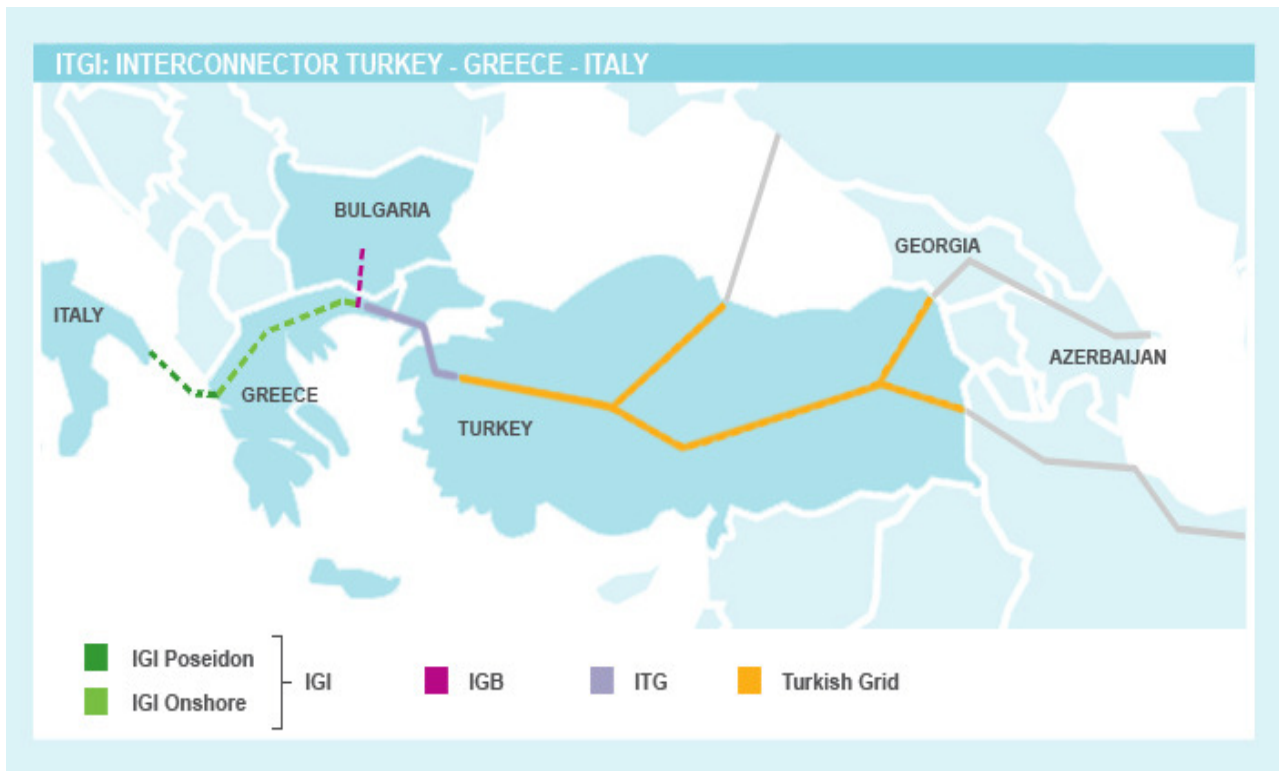 ITGI: INTERCONNECTOR TURKEY - GREECE - ITALY
BULGARIA
GEORGIA
ITALY
AZERBAIJAN
GREECE
TURKEY
IGI Poseidon
IGI Onshore
IGI
IGB
ITG
Turkish Grid